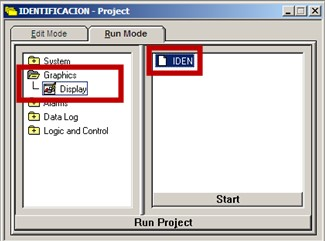 IDENTIFICACION - Project
Edit Mode
Run Mode
System
Graphics
Display
Alarms
Data Log
Logic and Control
IDEN
Start
Run Project